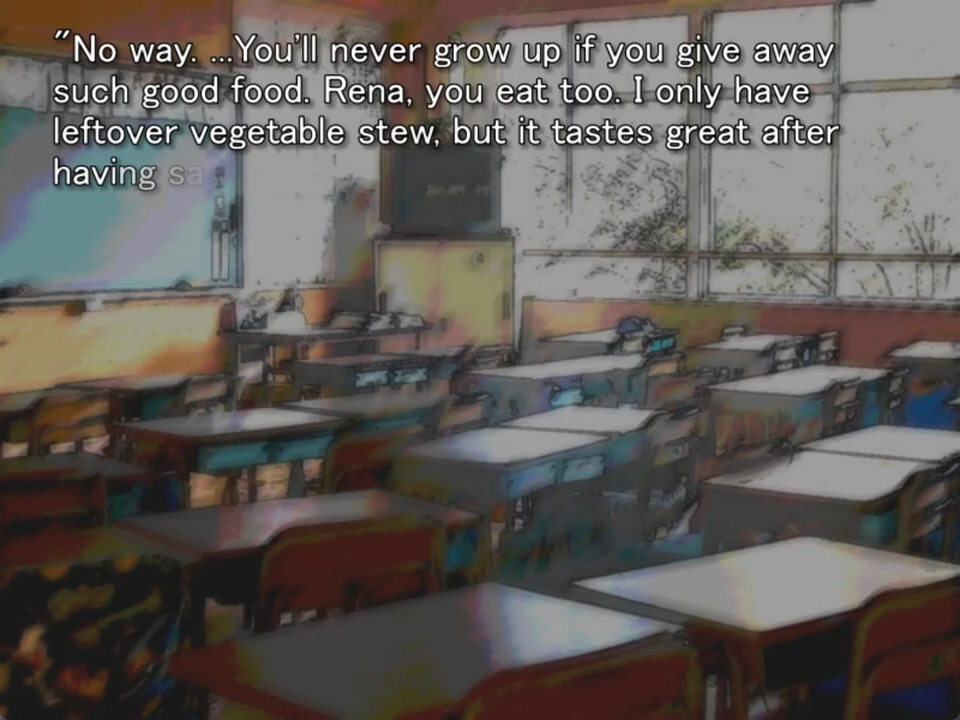 “No way. ...You'll never grow up if you give away
such good food. Rena, you eat too. I only have
leftover vegetable stew, but it tastes great after
having sa